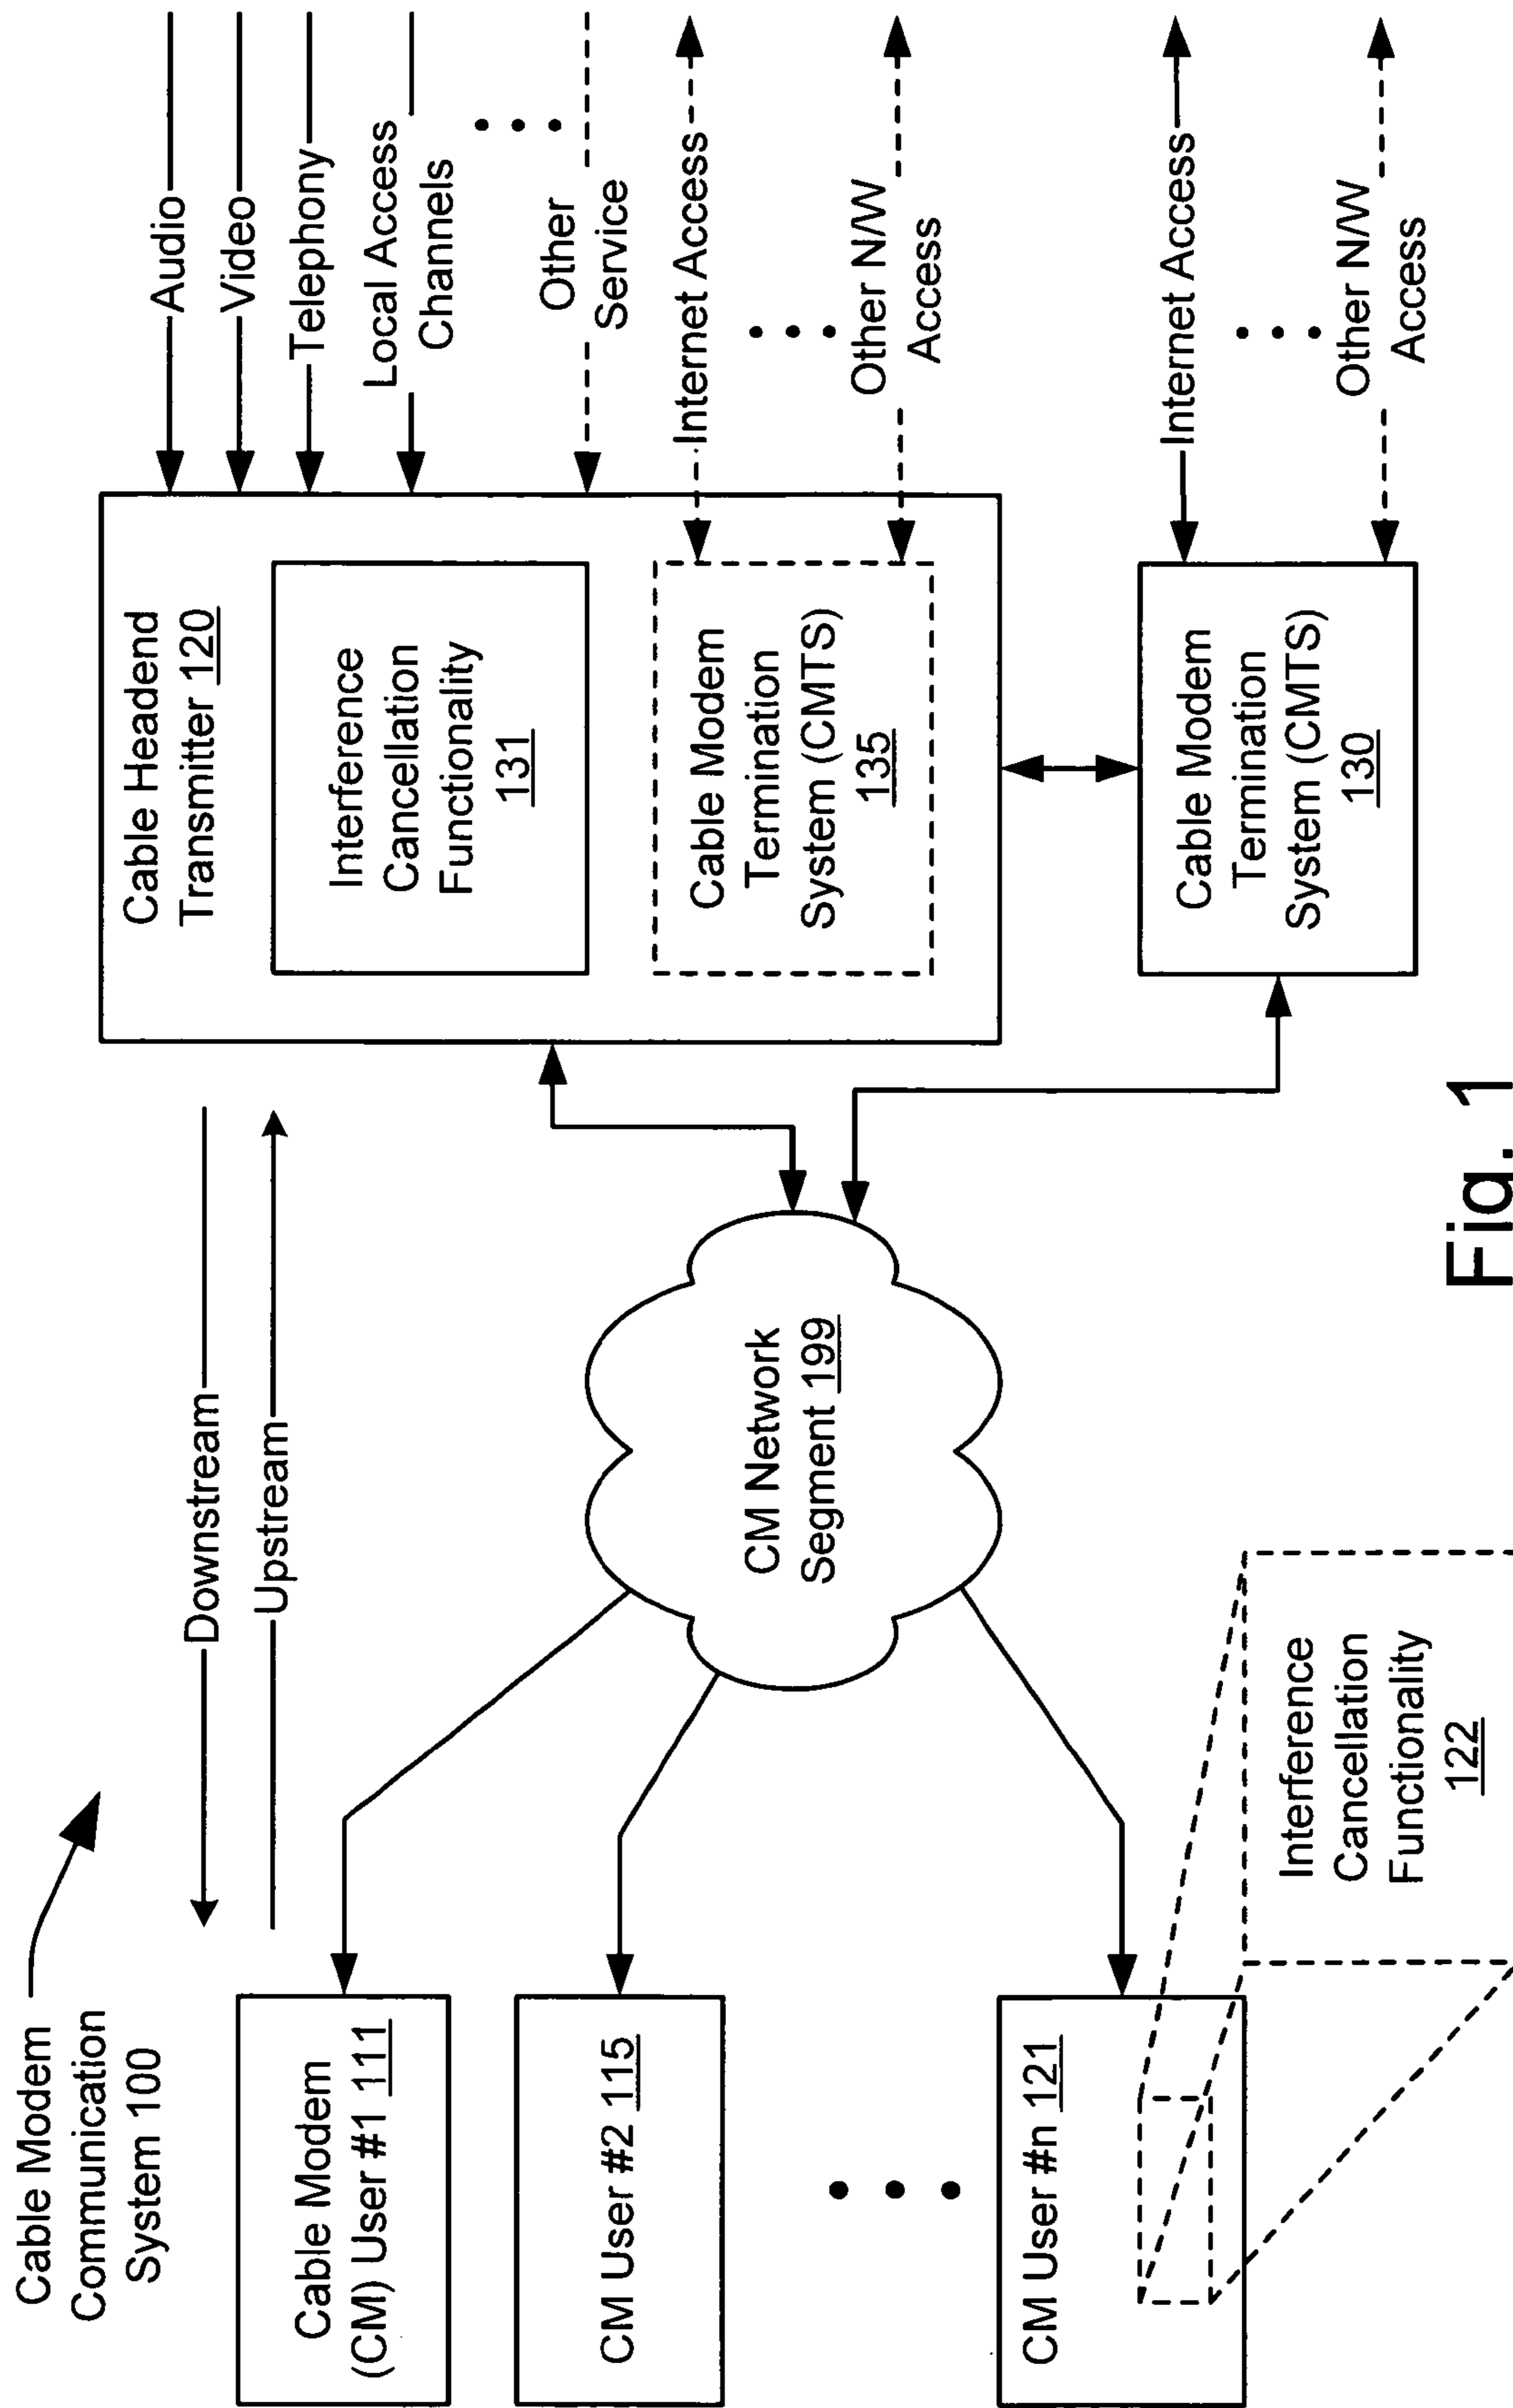 Cable Modem
Communication
System 100
Downstream
Upstream
Cable Modem
(CM) User #1 111
CM User #2 115
CM User #n 121
Interference
Cancellation
Functionality
122
CM Network
Segment 199
Cable Headend
Transmitter 120
Interference
Cancellation
Functionality
131
Cable Modem
Termination
System (CMTS)
135
Cable Modem
Termination
System (CMTS)
130
Audio
Video
Telephony
Local Access
Channels
Other
Service
Internet Access
Other N/W
Access
Internet Access
Other N/W
Access
Fig. 1